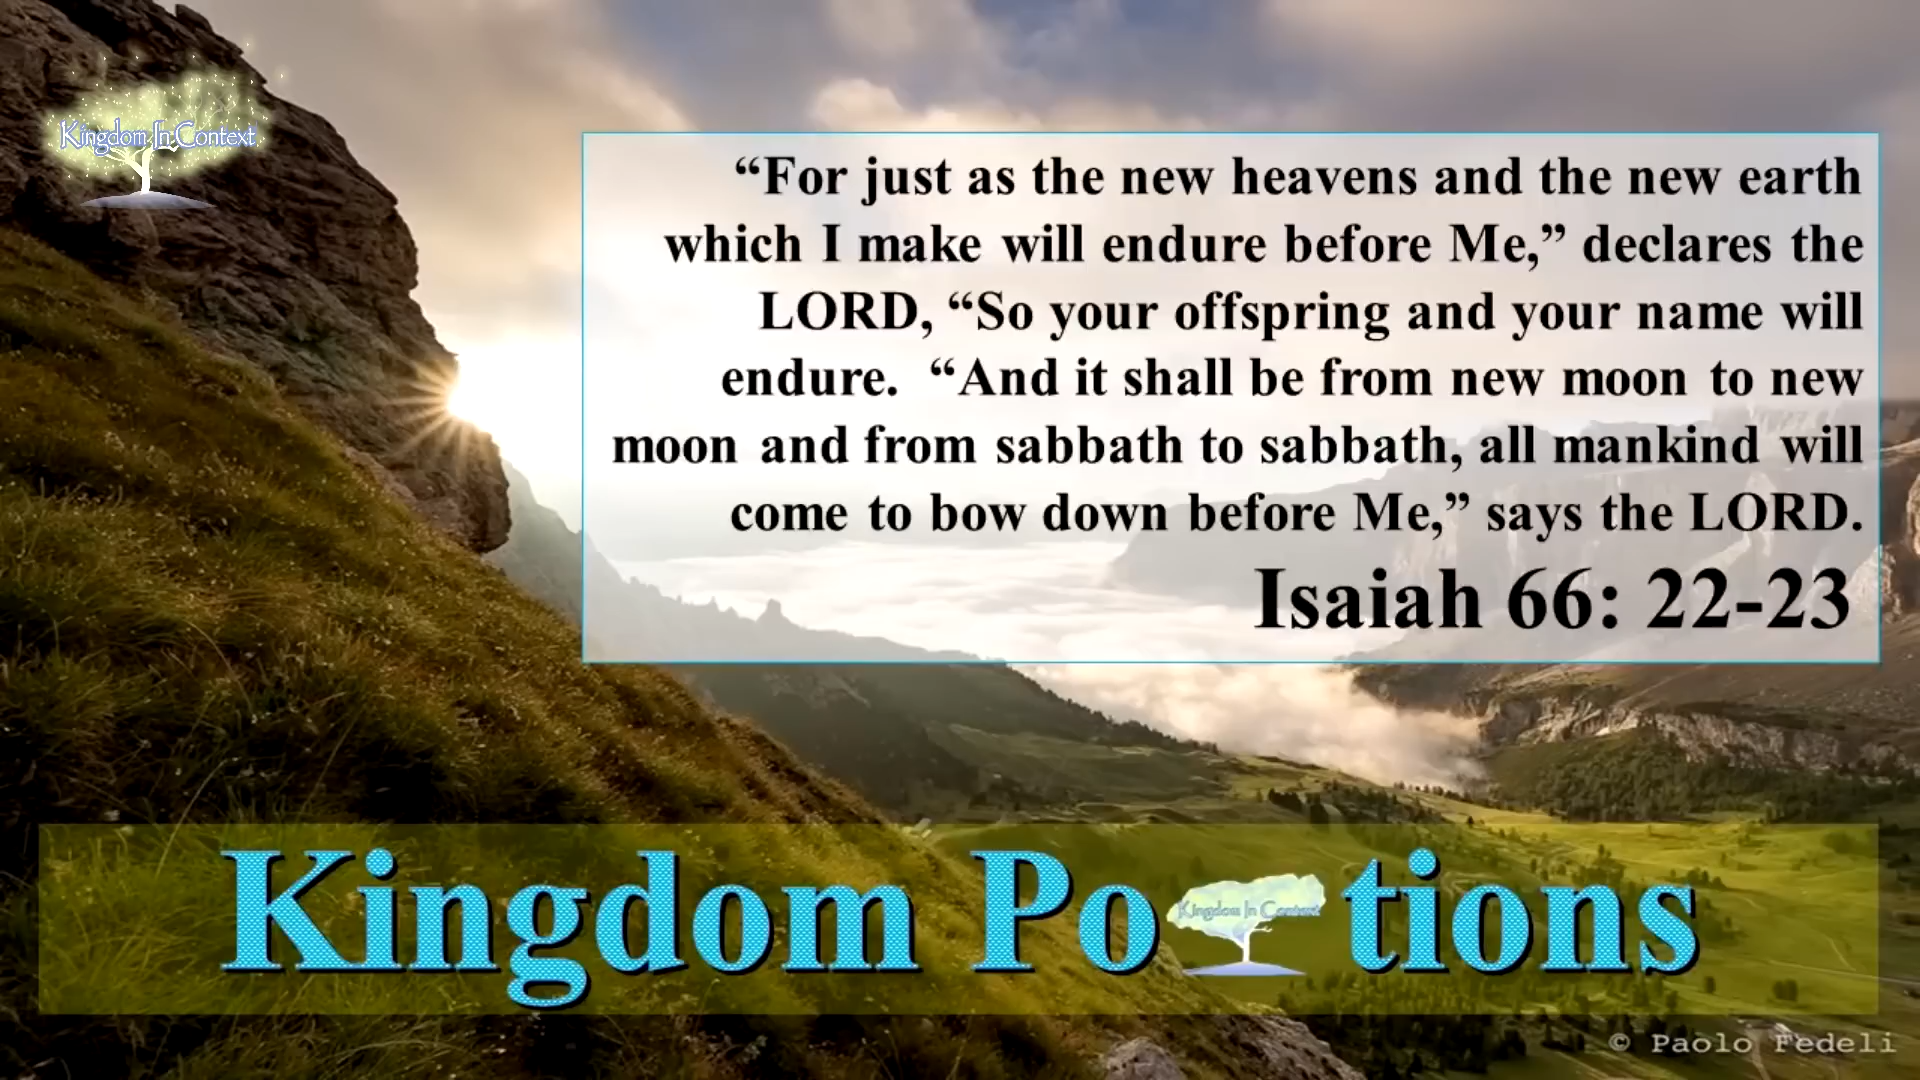 Kingdom In Context
“For just as the new heavens and the new earth
which I make will endure before Me,” declares the
LORD, “So your offspring and your name will
endure.  “And it shall be from new moon to new
moon and from sabbath to sabbath, all mankind will
come to bow down before Me,” says the LORD.
Isaiah 66: 22-23
Kingdom Po tions
Kingdom In Context
© Paolo Fedeli